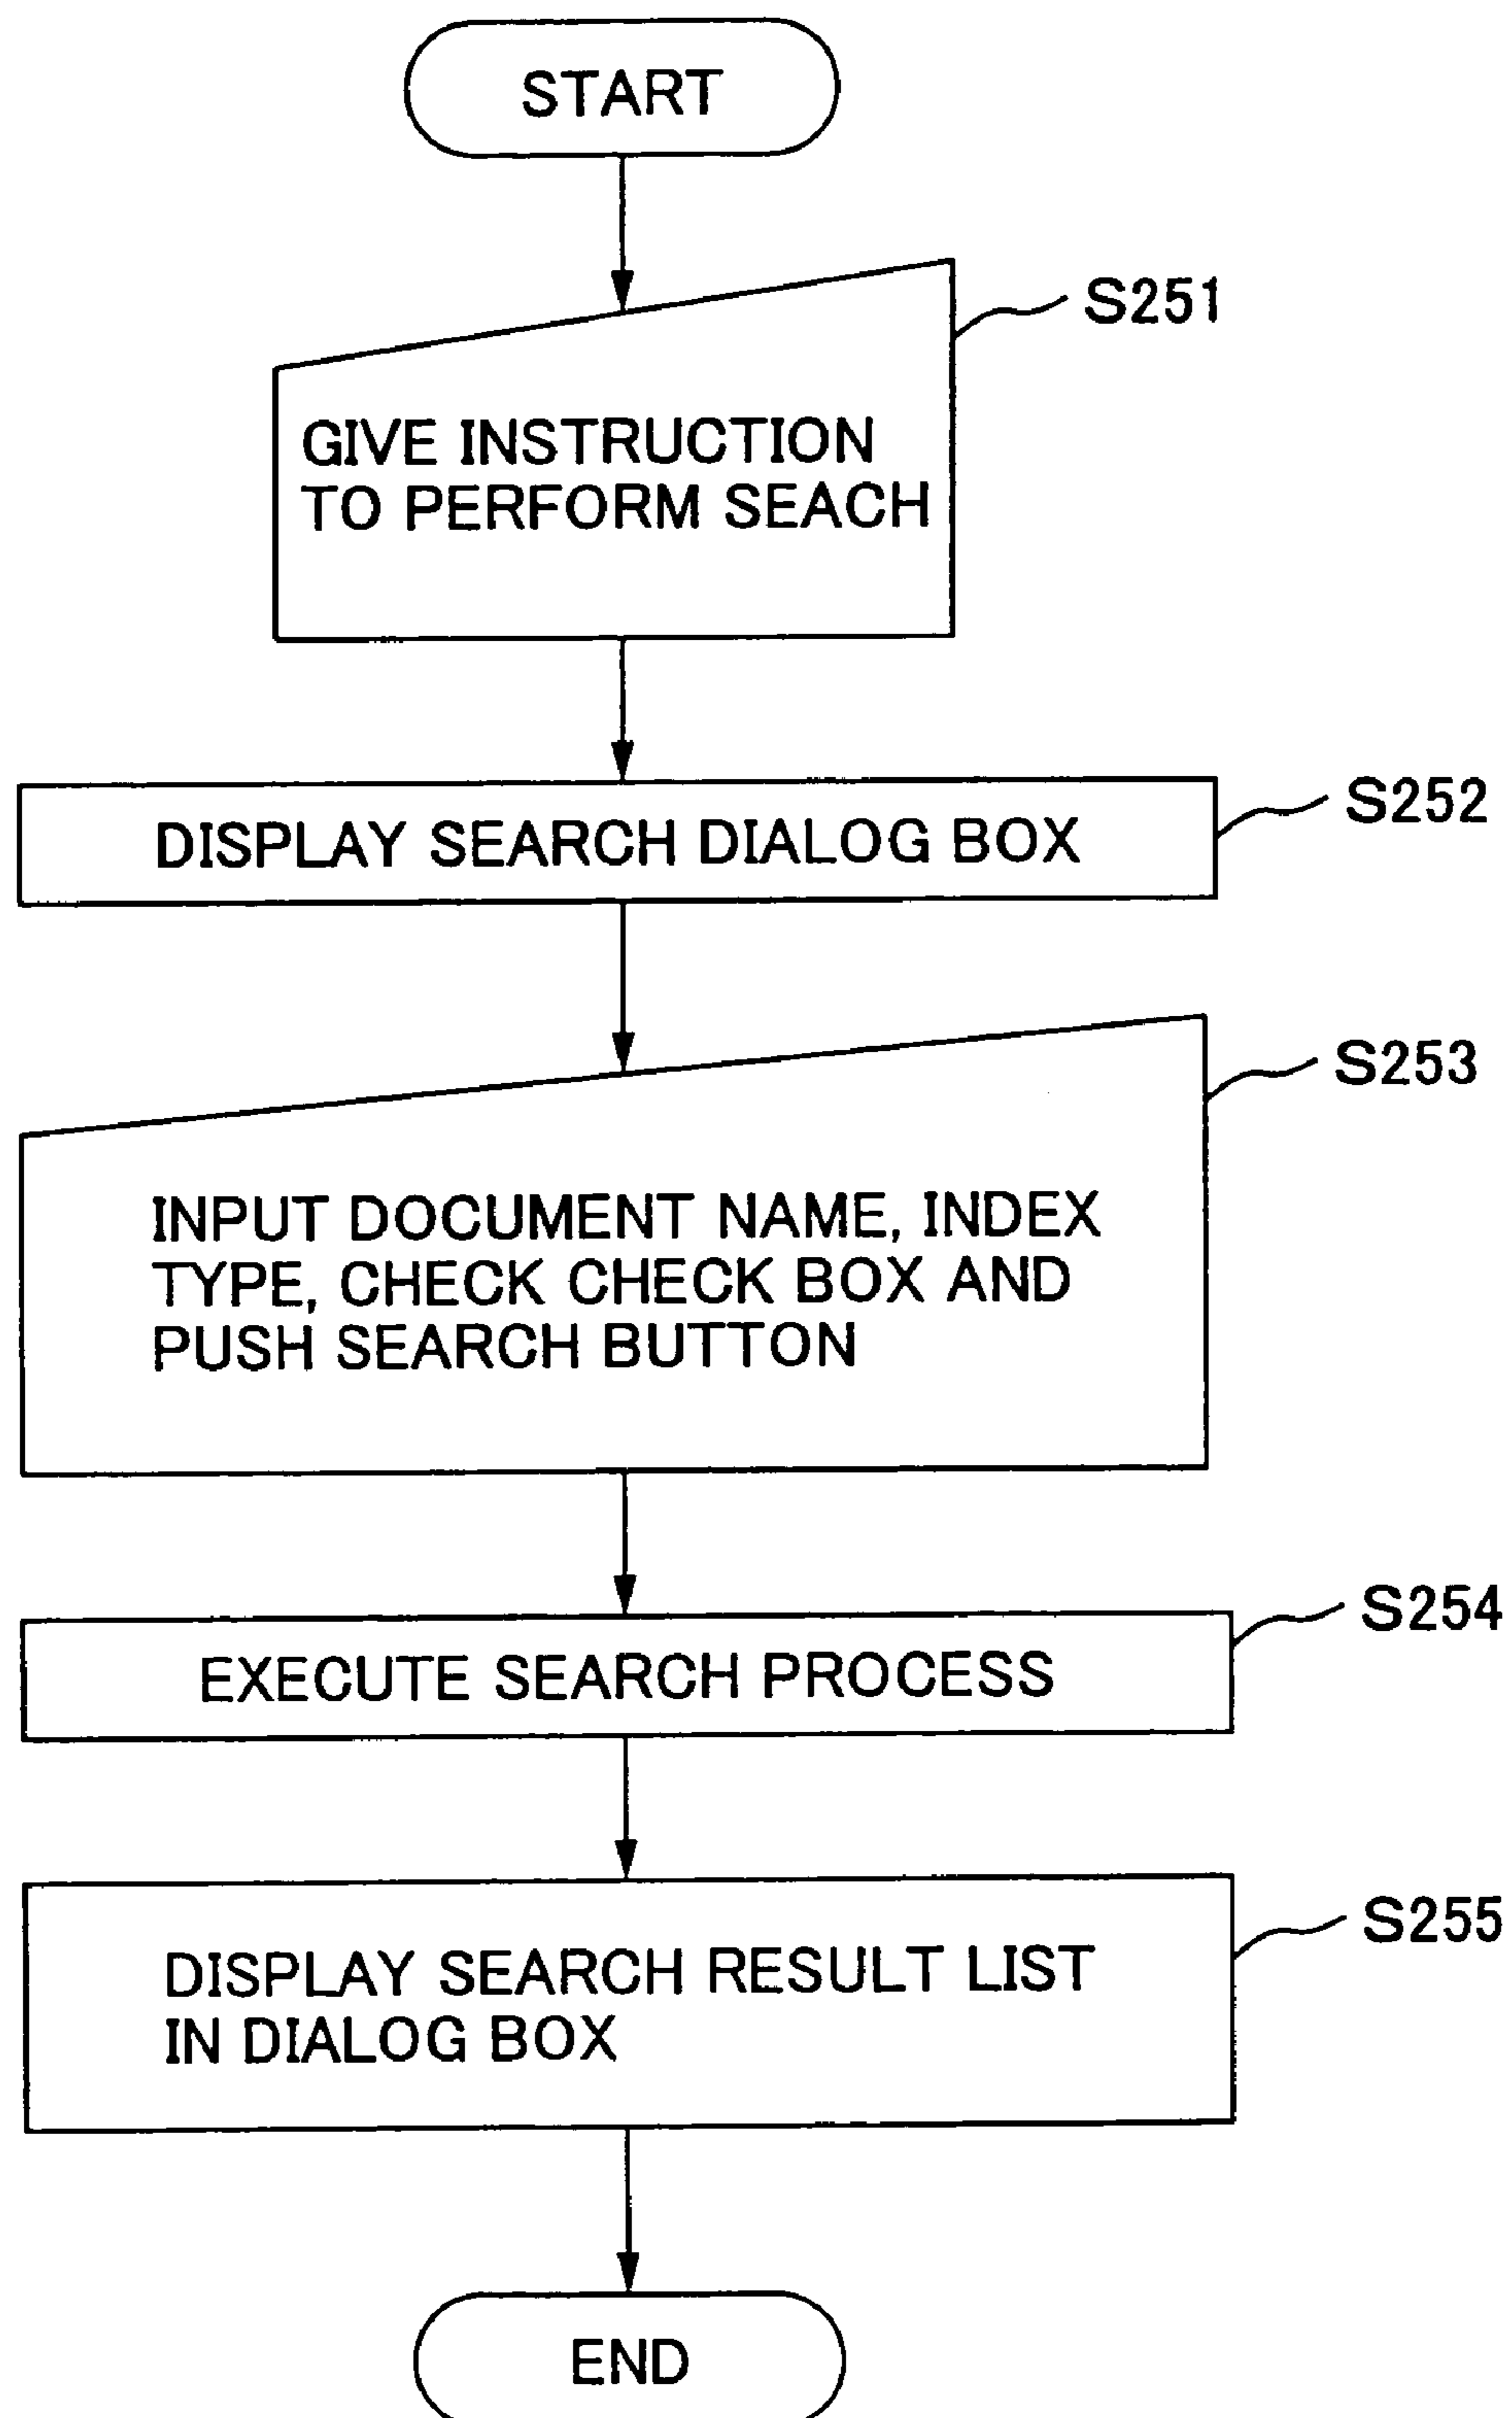 START
S251
GIVE INSTRUCTION
TO PERFORM SEACH
S252
DISPLAY SEARCH DIALOG BOX
S253
INPUT DOCUMENT NAME, INDEX
TYPE, CHECK CHECK BOX AND
PUSH SEARCH BUTTON
S254
EXECUTE SEARCH PROCESS
S255
DISPLAY SEARCH RESULT LIST
IN DIALOG BOX
END